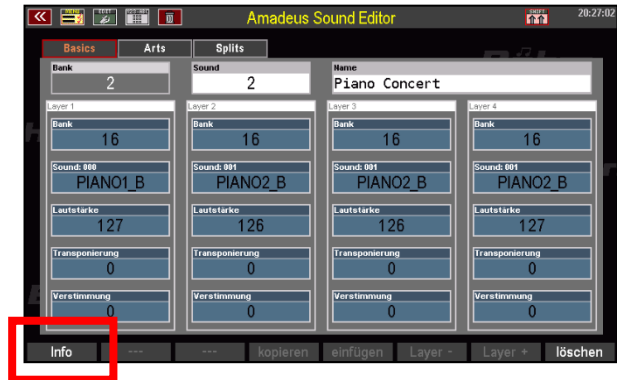 MENU EDIT Amadeus Sound Editor SHIFT 20:27:02
Basics Arts Splits
Bank Sound Name
2 2 Piano Concert
Layer 1 Layer 2 Layer 3 Layer 4
Bank Bank Bank Bank
16 16 16 16
Sound: 000 Sound: 001 Sound: 001 Sound: 001
PIANO1_B PIANO2_B PIANO2_B PIANO2_B
Lautstärke Lautstärke Lautstärke Lautstärke
127 126 126 127
Transponierung Transponierung Transponierung Transponierung
0 0 0 0
Verstimmung Verstimmung Verstimmung Verstimmung
0 0 0 0
Info --- --- kopieren einfügen Layer - Layer + löschen